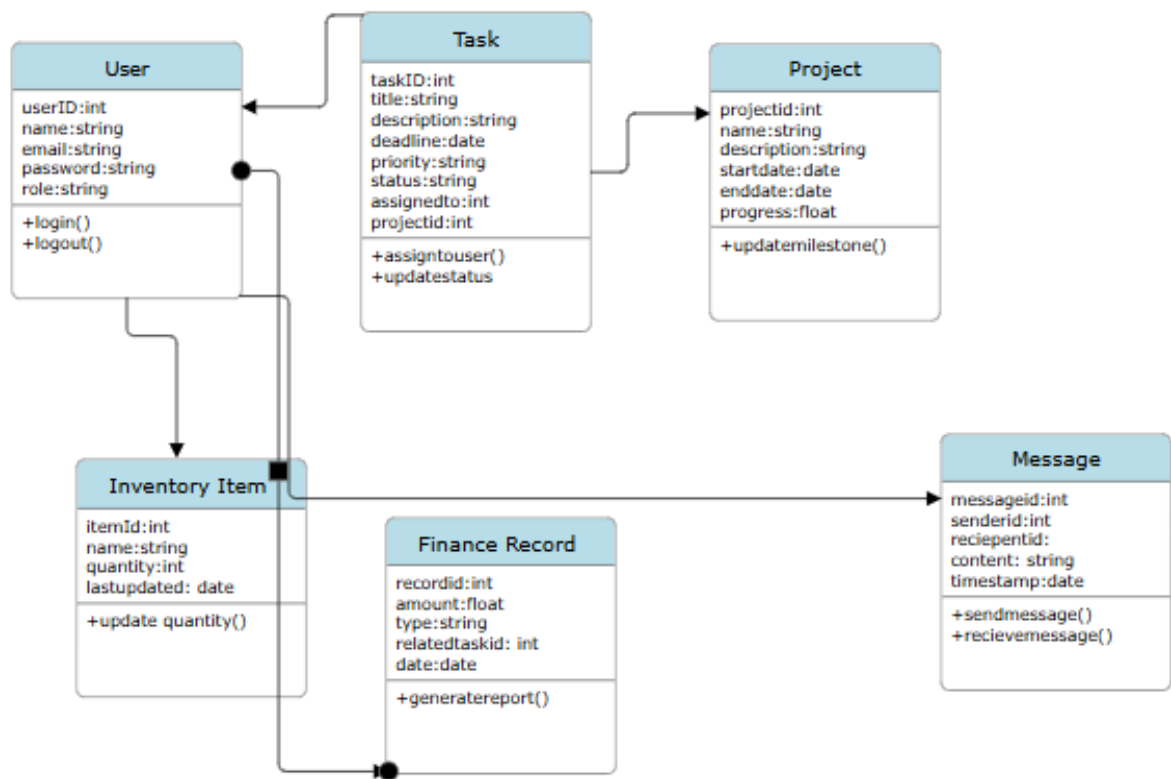 User
userID:int
name:string
email:string
password:string
role:string
+login()
+logout()
Task
taskID:int
title:string
description:string
deadline:date
priority:string
status:string
assignedto:int
projectid:int
+assigntouser()
+updatestatus
Project
projectid:int
name:string
description:string
startdate:date
enddate:date
progress:float
+updatemilestone()
Inventory Item
itemId:int
name:string
quantity:int
lastupdated: date
+update quantity()
Finance Record
recordid:int
amount:float
type:string
relatedtaskid: int
date:date
+generatereport()
Message
messageid:int
senderid:int
reciepentid:
content: string
timestamp:date
+sendmessage()
+recievemessage()